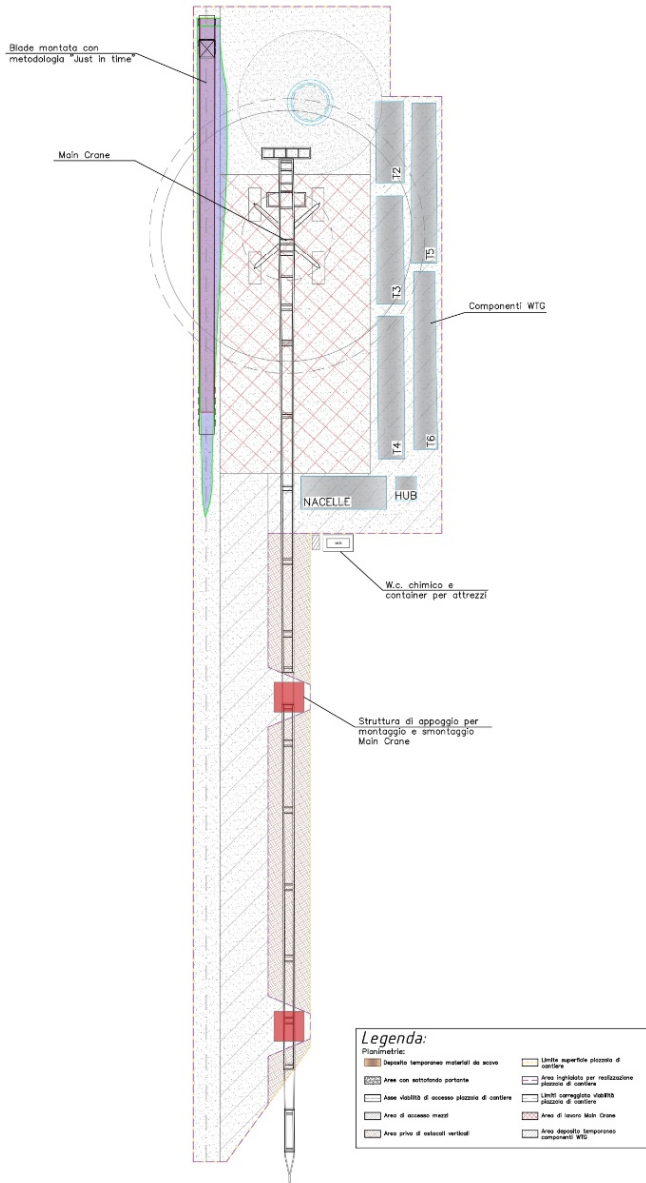 Blade montata con
metodologia "Just in time"
Main Crane
T2
T5
T3
Componenti WTG
T4
T6
NACELLE
HUB
W.c. chimico e
container per attrezzi
Struttura di appoggio per
montaggio e smontaggio
Main Crane
Legenda:
Planimetrie:
Deposito temporaneo materiali da scavo
Limite superficie piazzola di
cantiere
Aree con sottofondo portante
Area inghiaiata per realizzazione
piazzola di cantiere
Asse viabilità di accesso piazzola di cantiere
Limiti carreggiata viabilità
piazzola di cantiere
Area di accesso mezzi
Area di lavoro Main Crane
Area priva di ostacoli verticali
Area deposito temporaneo
componenti WTG